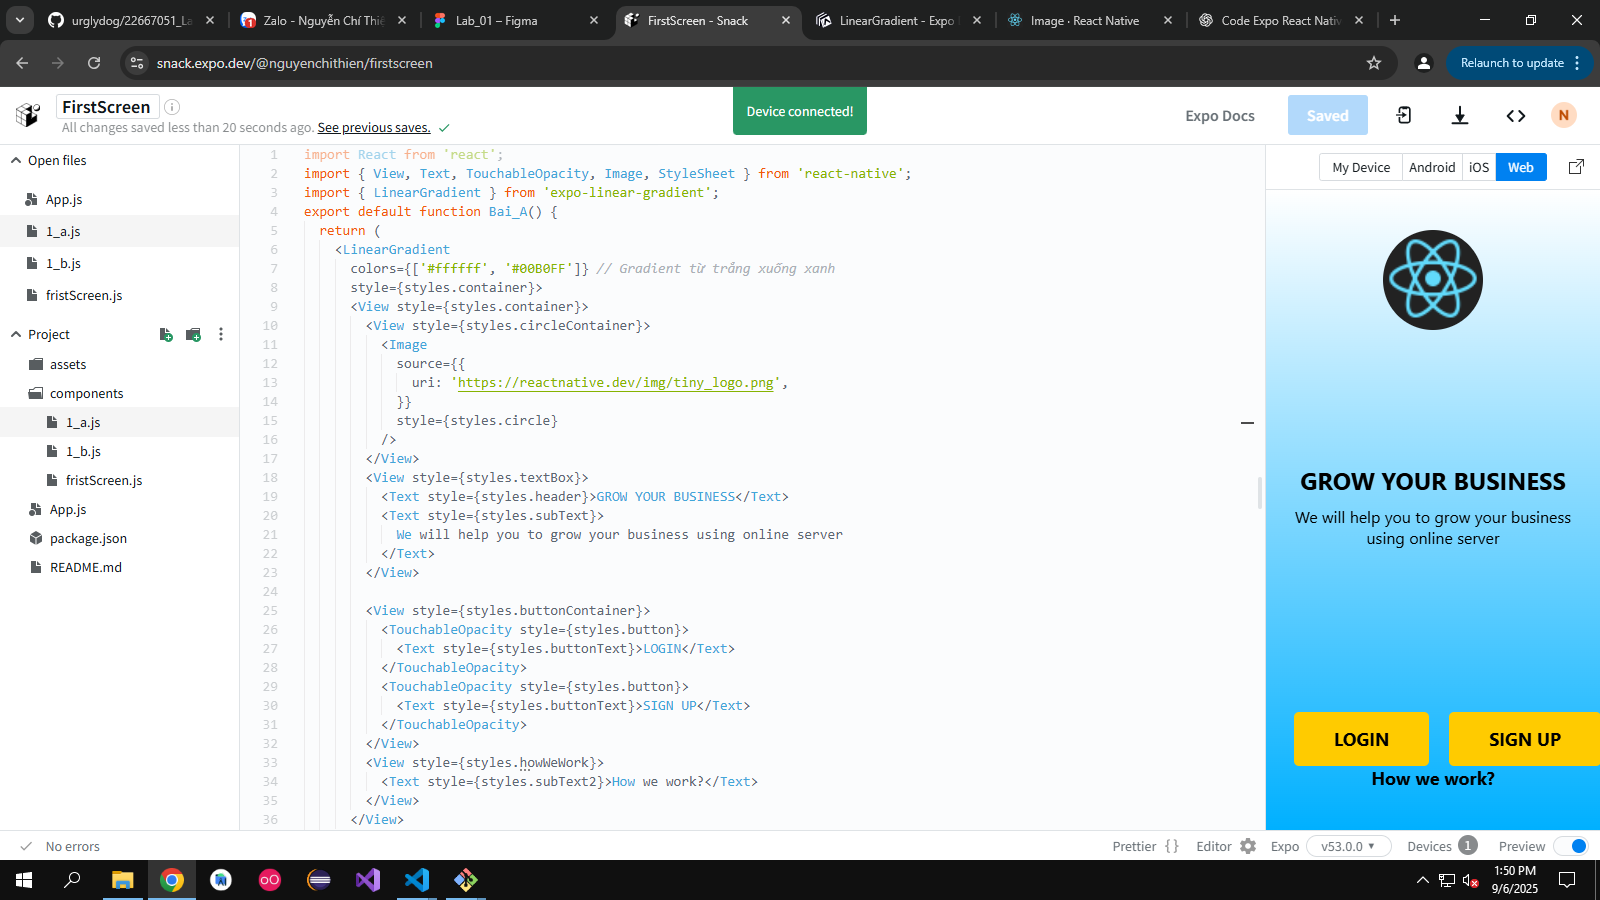 urglydog/22667051_La
Zalo - Nguyễn Chí Thiệ
Lab_01 – Figma
FirstScreen - Snack
LinearGradient - Expo
Image · React Native
Code Expo React Nativ
snack.expo.dev/@nguyenchithien/firstscreen
Relaunch to update
FirstScreen
All changes saved less than 20 seconds ago. See previous saves.
Device connected!
Expo Docs
Saved
N
Open files
App.js
1_a.js
1_b.js
fristScreen.js
Project
assets
components
1_a.js
1_b.js
fristScreen.js
App.js
package.json
README.md
1 import React from 'react';
2 import { View, Text, TouchableOpacity, Image, StyleSheet } from 'react-native';
3 import { LinearGradient } from 'expo-linear-gradient';
4 export default function Bai_A() {
5 return (
6 <LinearGradient
7 colors={['#ffffff', '#00B0FF']} // Gradient từ trắng xuống xanh
8 style={styles.container}>
9 <View style={styles.container}>
10 <View style={styles.circleContainer}>
11 <Image
12 source={{
13 uri: 'https://reactnative.dev/img/tiny_logo.png',
14 }}
15 style={styles.circle}
16 />
17 </View>
18 <View style={styles.textBox}>
19 <Text style={styles.header}>GROW YOUR BUSINESS</Text>
20 <Text style={styles.subText}>
21 We will help you to grow your business using online server
22 </Text>
23 </View>
24
25 <View style={styles.buttonContainer}>
26 <TouchableOpacity style={styles.button}>
27 <Text style={styles.buttonText}>LOGIN</Text>
28 </TouchableOpacity>
29 <TouchableOpacity style={styles.button}>
30 <Text style={styles.buttonText}>SIGN UP</Text>
31 </TouchableOpacity>
32 </View>
33 <View style={styles.howWeWork}>
34 <Text style={styles.subText2}>How we work?</Text>
35 </View>
36 </View>
My Device
Android
iOS
Web
GROW YOUR BUSINESS
We will help you to grow your business
using online server
LOGIN
SIGN UP
How we work?
No errors
Prettier { }
Editor
Expo
v53.0.0
Devices 1
Preview
1:50 PM
9/6/2025